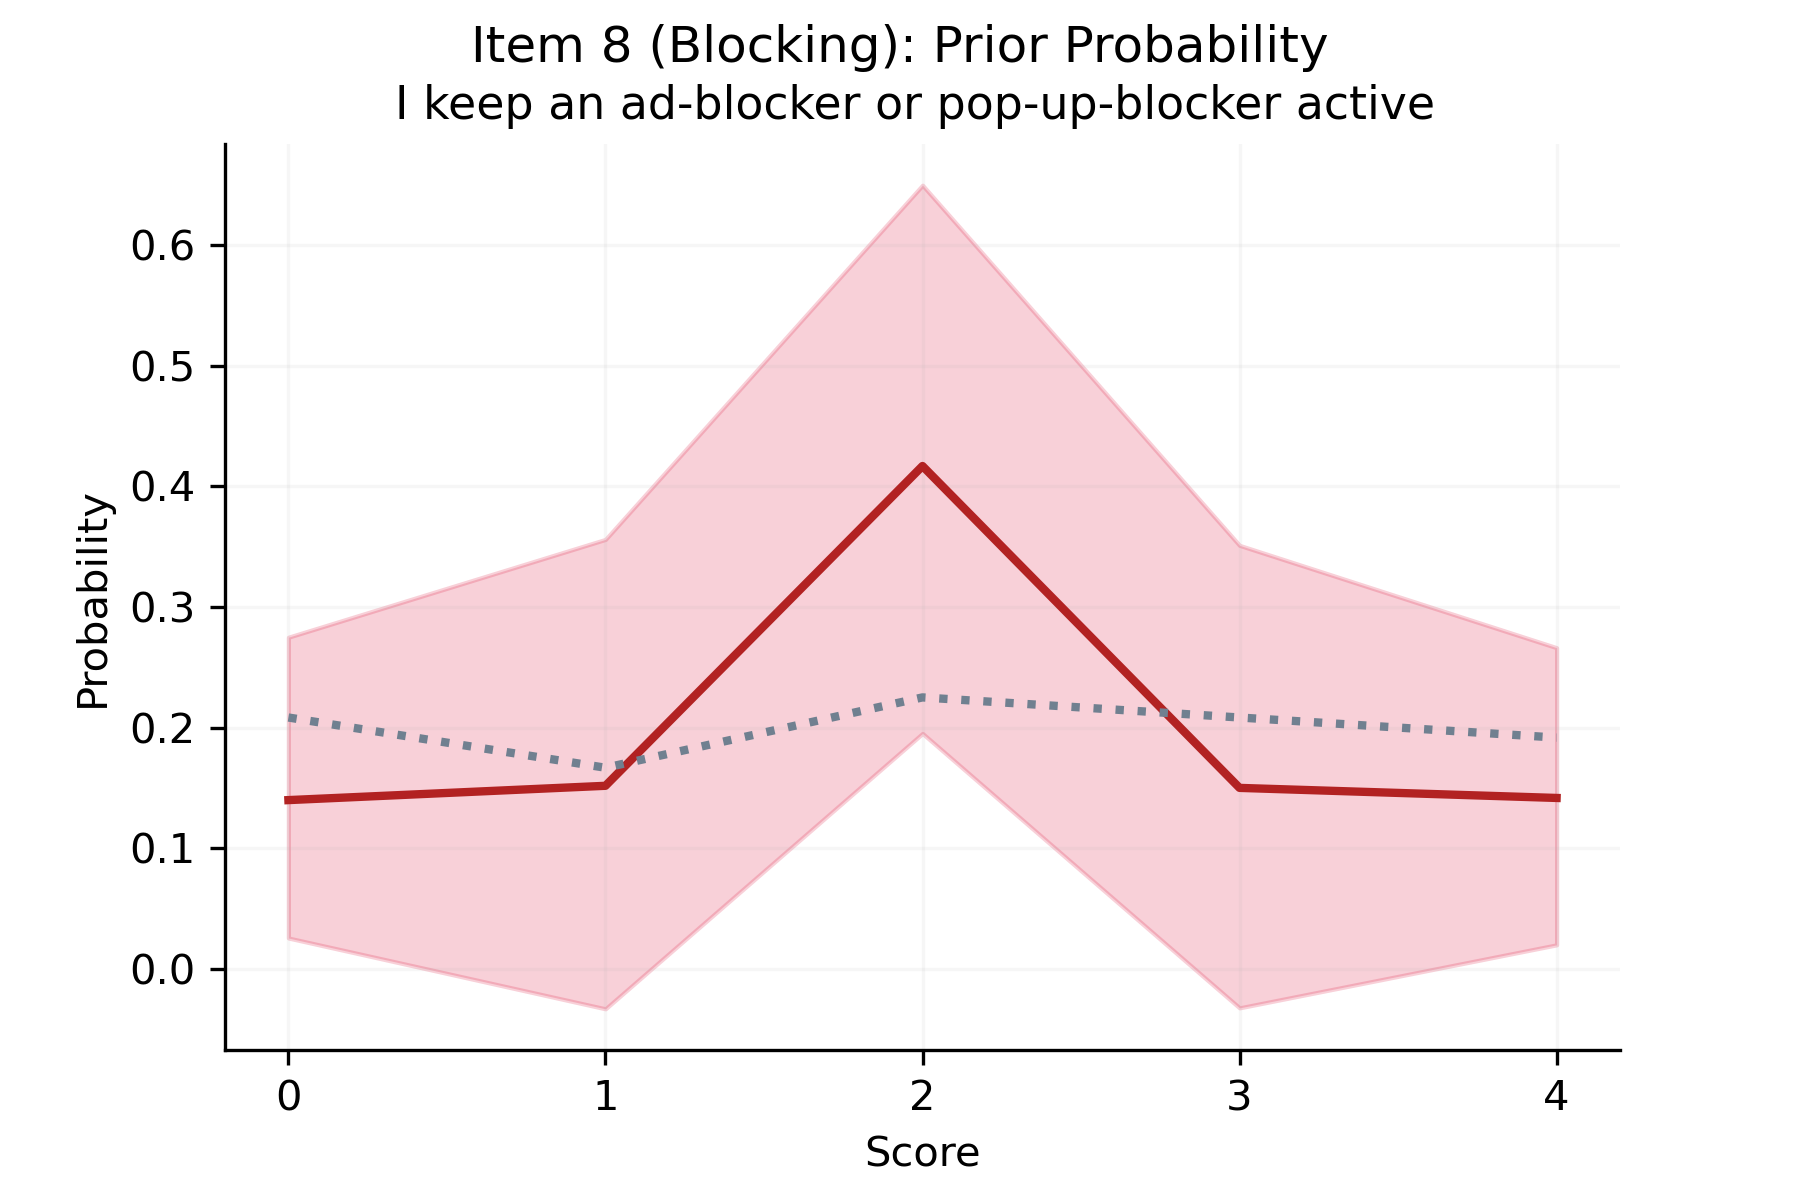 Item 8 (Blocking): Prior Probability
I keep an ad-blocker or pop-up-blocker active
Probability
0.6
0.5
0.4
0.3
0.2
0.1
0.0
0 1 2 3 4
Score